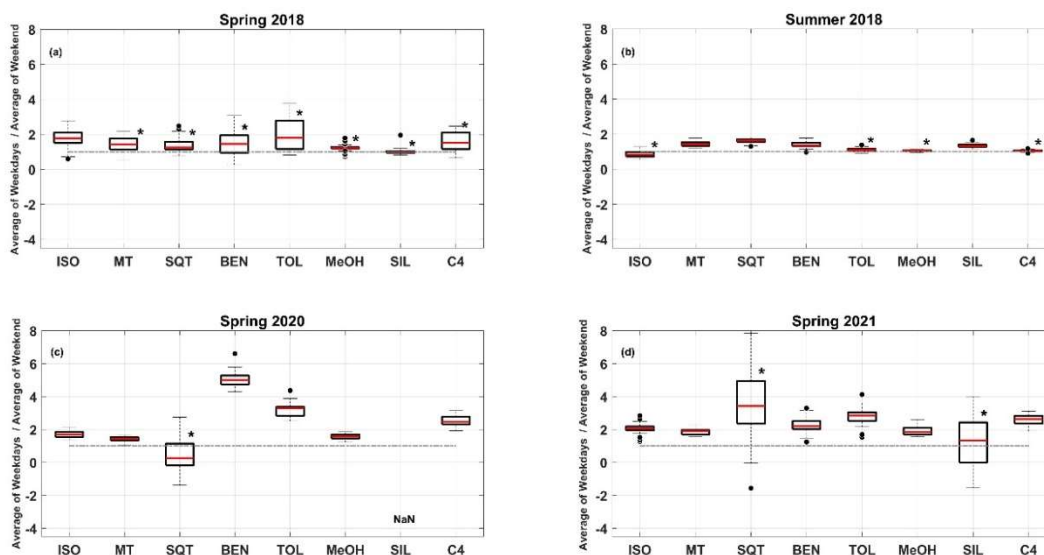 Spring 2018
Average of Weekdays / Average of Weekend
(a)
8
6
4
2
0
-2
-4
* * * * * * *
ISO MT SQT BEN TOL MeOH SIL C4
Summer 2018
Average of Weekdays / Average of Weekend
(b)
8
6
4
2
0
-2
-4
* * * *
ISO MT SQT BEN TOL MeOH SIL C4
Spring 2020
Average of Weekdays / Average of Weekend
(c)
8
6
4
2
0
-2
-4
*
NaN
ISO MT SQT BEN TOL MeOH SIL C4
Spring 2021
Average of Weekdays / Average of Weekend
(d)
8
6
4
2
0
-2
-4
* *
ISO MT SQT BEN TOL MeOH SIL C4